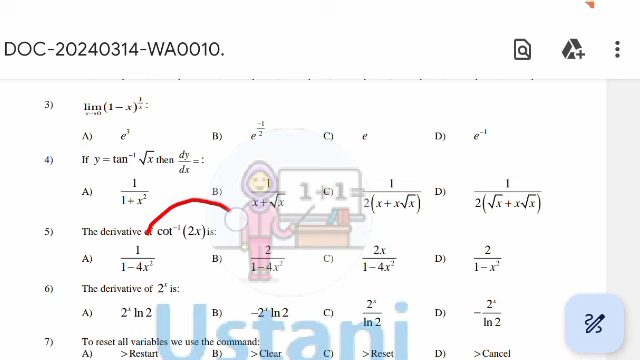 DOC-20240314-WA0010.
3) lim x→0 (1−x)^(1/x):
A) e³ B) e^(−1/2) C) e D) e⁻¹
4) If y = tan⁻¹ √x then dy/dx = :
A) 1/(1+x²) B) 1/(x+√x) C) 1/(2(x+x√x)) D) 1/(2(√x+x√x))
5) The derivative of cot⁻¹(2x) is:
A) 1/(1−4x²) B) 2/(1−4x²) C) 2x/(1−4x²) D) 2/(1−x²)
6) The derivative of 2ˣ is:
A) 2ˣ ln 2 B) −2ˣ ln 2 C) 2ˣ/ln 2 D) −2ˣ/ln 2
7) To reset all variables we use the command:
A) >Restart B) >Clear C) >Reset D) >Cancel
1+1=
Ustani